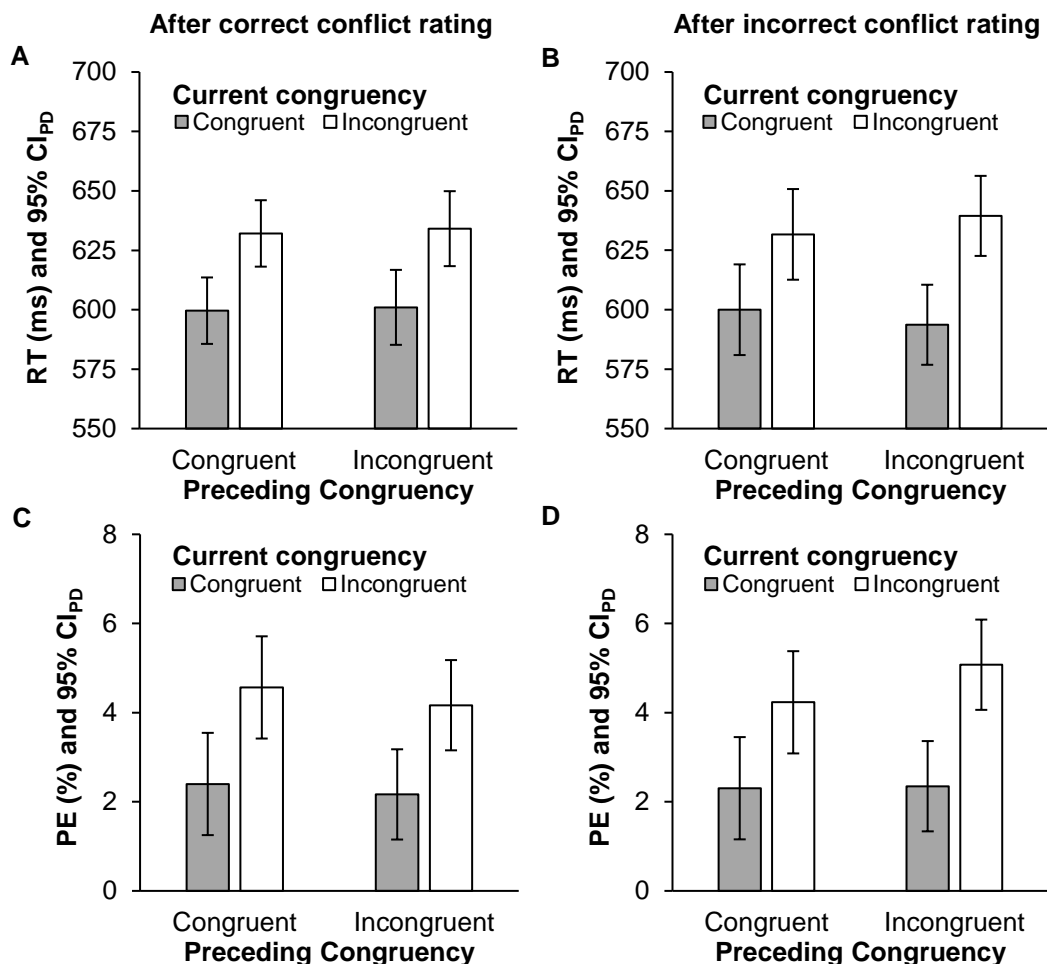 After correct conflict rating
After incorrect conflict rating
A
RT (ms) and 95% CI_PD
700
675
650
625
600
575
550
Current congruency
Congruent Incongruent
Congruent Incongruent
Preceding Congruency
B
RT (ms) and 95% CI_PD
700
675
650
625
600
575
550
Current congruency
Congruent Incongruent
Congruent Incongruent
Preceding Congruency
C
PE (%) and 95% CI_PD
8
6
4
2
0
Current congruency
Congruent Incongruent
Congruent Incongruent
Preceding Congruency
D
PE (%) and 95% CI_PD
8
6
4
2
0
Current congruency
Congruent Incongruent
Congruent Incongruent
Preceding Congruency